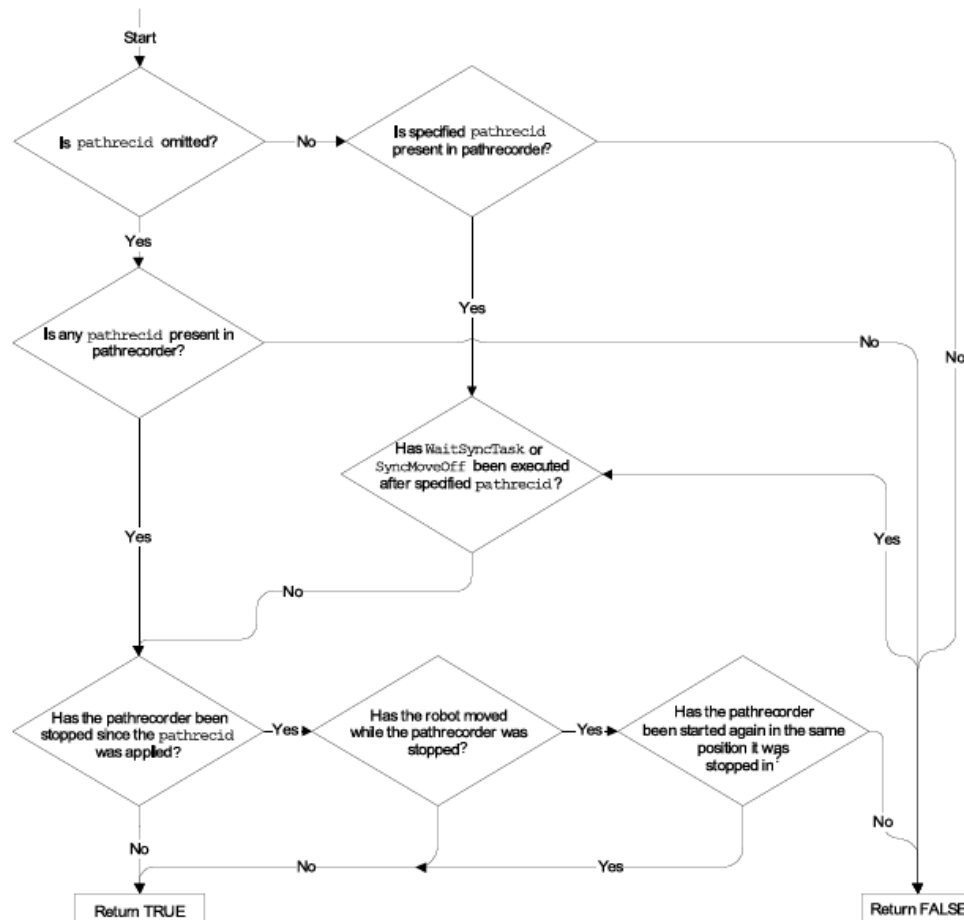 Start
Is pathrecid omitted?
No
Is specified pathrecid
present in pathrecorder?
No
Yes
Yes
Is any pathrecid present in
pathrecorder?
No
Has WaitSyncTask or
SyncMoveOff been executed
after specified pathrecid?
Yes
Yes
No
Has the pathrecorder been
stopped since the pathrecid
was applied?
Yes
Has the robot moved
while the pathrecorder was
stopped?
Yes
Has the pathrecorder
been started again in the same
position it was
stopped in?
No
No
No
Yes
Return TRUE
Return FALSE